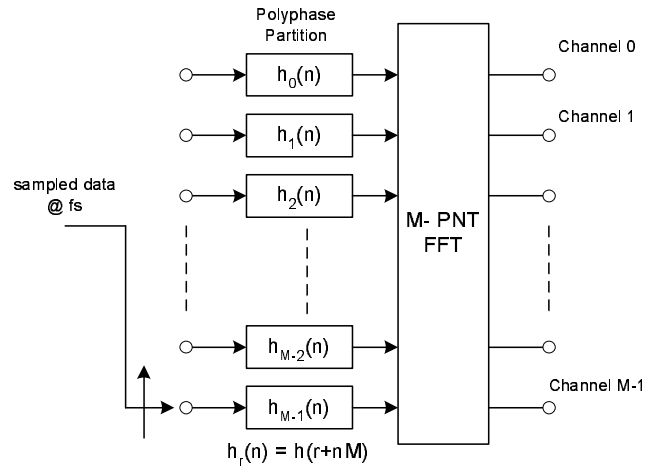 Polyphase
Partition
Channel 0
h0(n)
Channel 1
h1(n)
sampled data
@ fs
h2(n)
M- PNT
FFT
hM-2(n)
Channel M-1
hM-1(n)
hr(n) = h(r+nM)